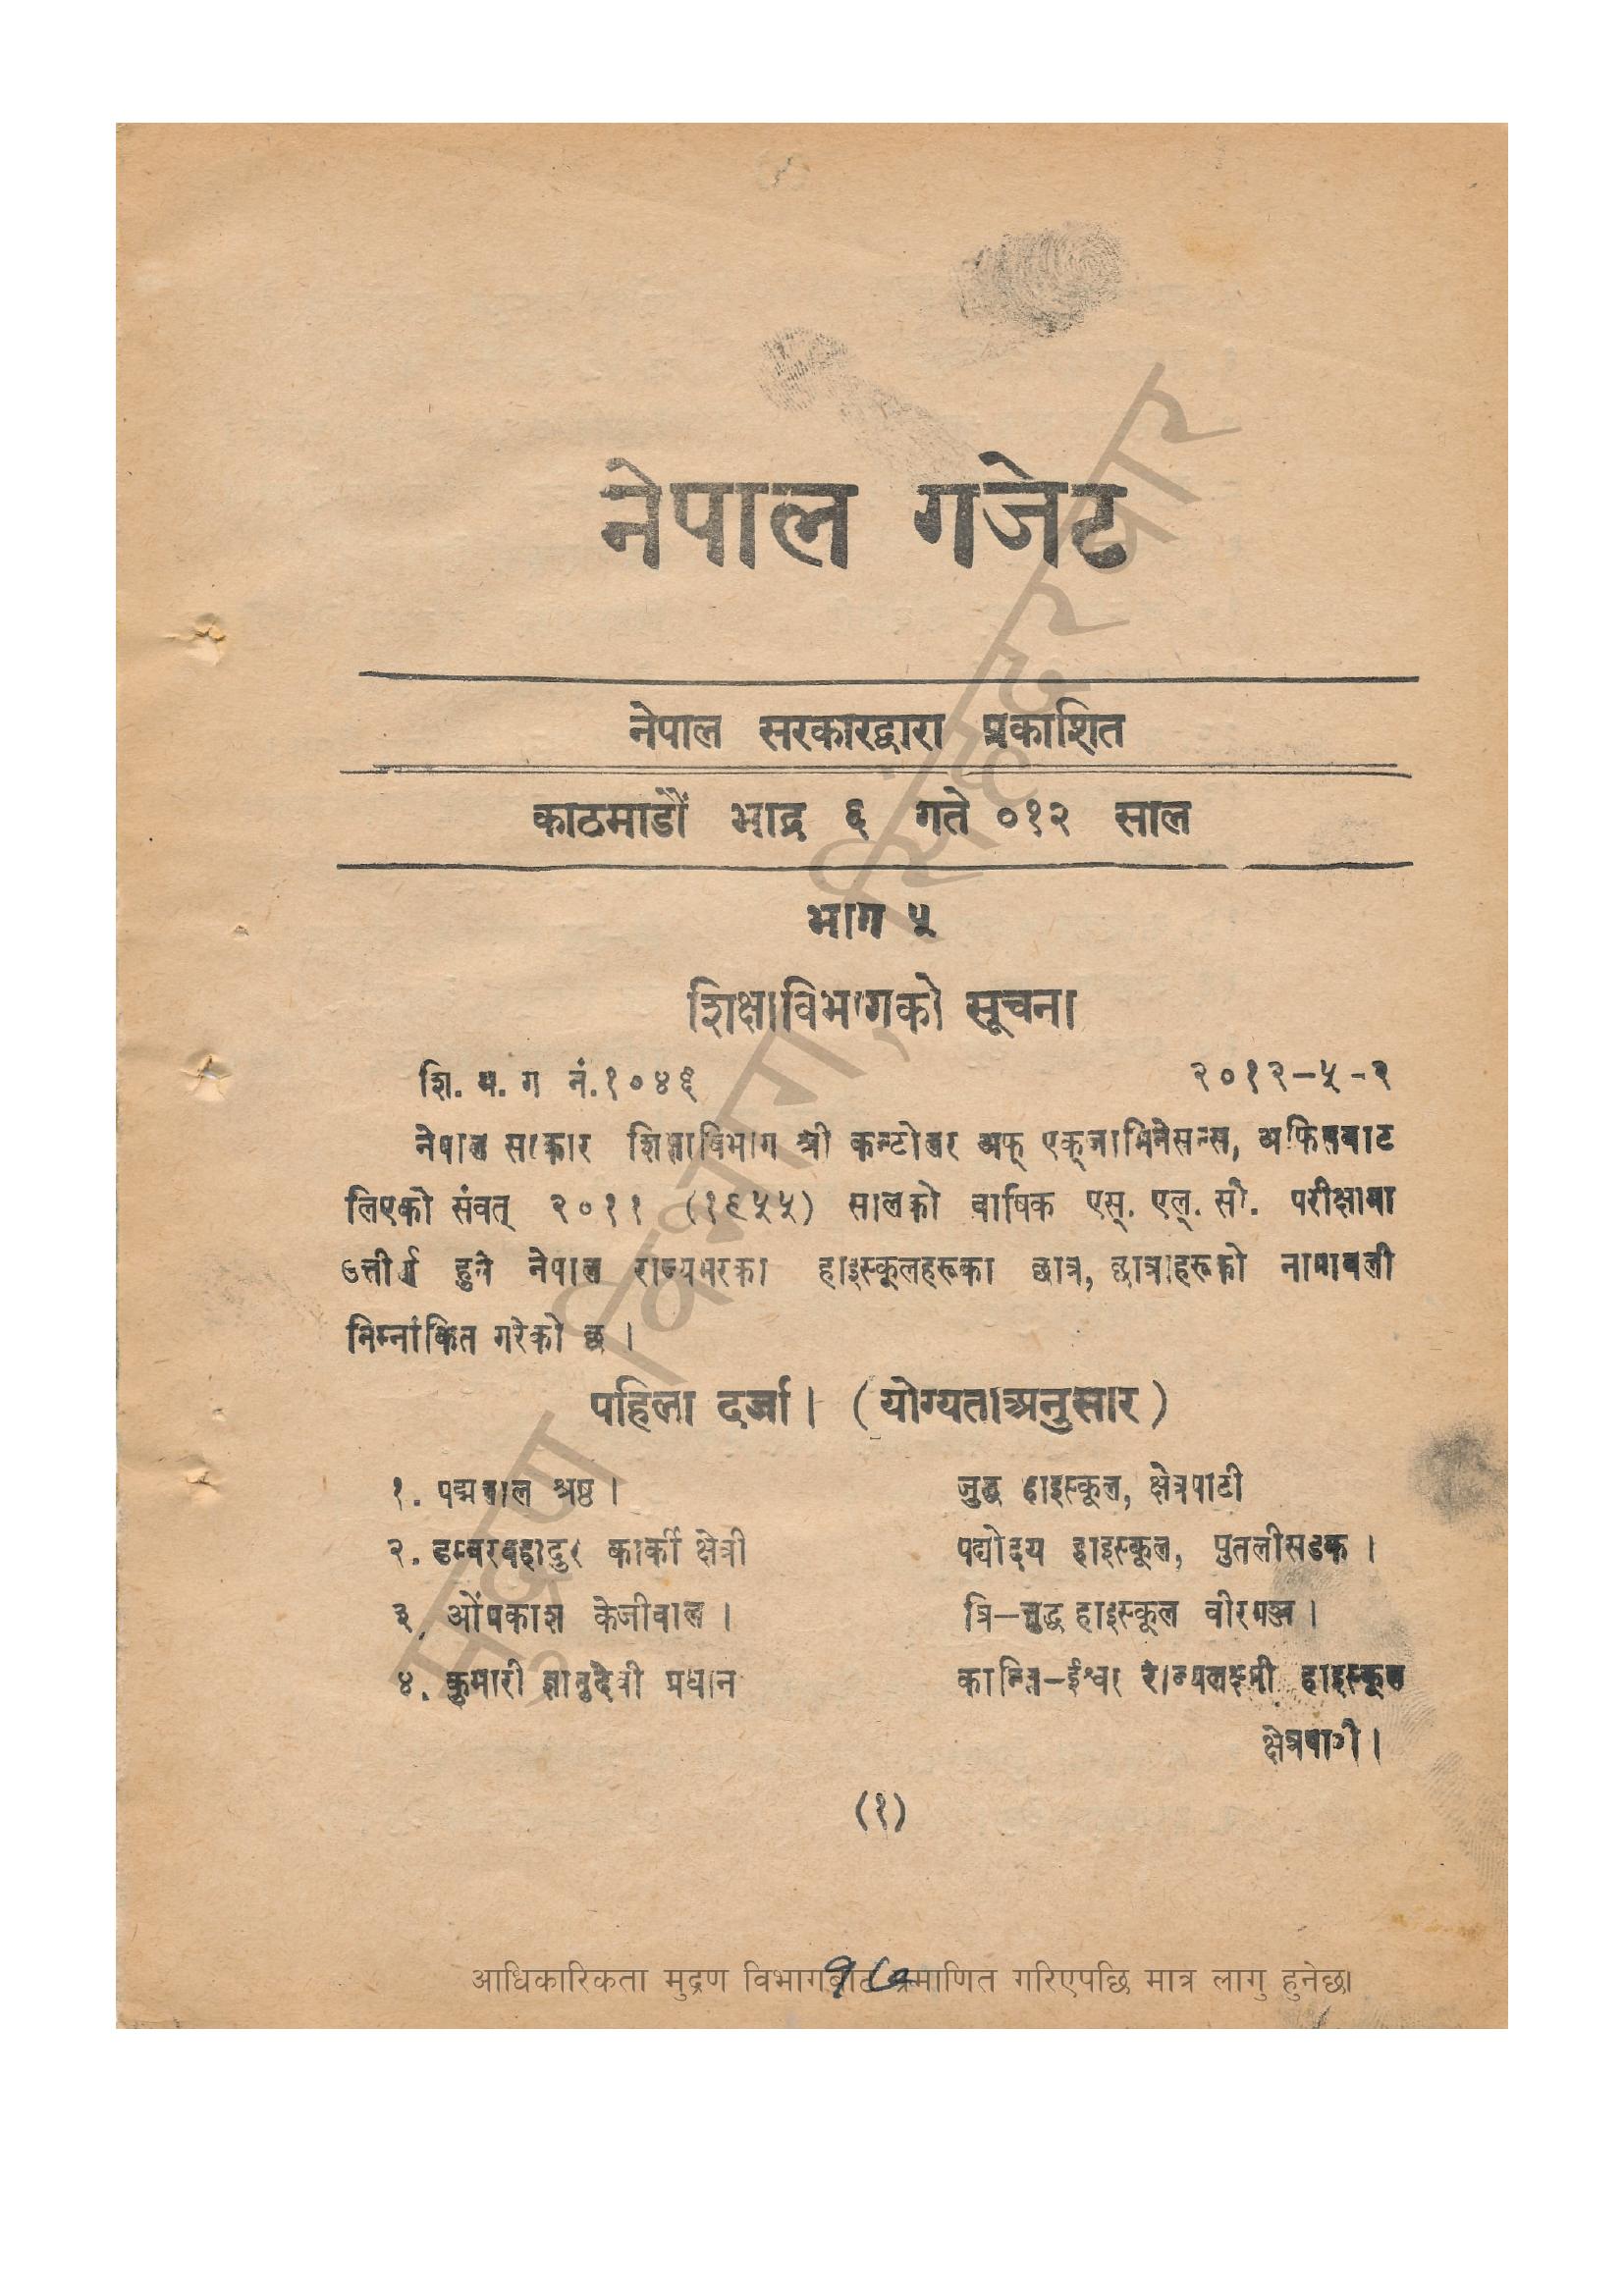 नेपाल गजेट
नेपाल सरकारद्वारा प्रकाशित
काठमाडौं भाद्र ६ गते ०१२ साल
भाग ५
शिक्षाविभागको सूचना
शि. प्र. ग नं.१०४६
२०१२-५-२
नेपाल सरकार शिक्षाविभाग श्री कन्टोलर अफ् एक्जामिनेसन्स, अफिसबाट
लिएको संवत् २०११ (१९५५) सालको वार्षिक एस्. एल्. सी. परीक्षामा
उत्तीर्ण हुने नेपाल राज्यभरका हाइस्कूलहरूका छात्र, छात्राहरूको नामावली
निम्नांकित गरेको छ ।
पहिला दर्जा । (योग्यताअनुसार)
१. पद्मलाल श्रेष्ठ ।
जुद्ध हाइस्कूल, क्षेत्रपाटी
२. डम्बरबहादुर कार्की क्षेत्री
पद्मोदय हाइस्कूल, पुतलीसडक ।
३. ओंप्रकाश केजीवाल ।
त्रि-जुद्ध हाइस्कूल वीरगञ्ज ।
४. कुमारी प्रधान
कान्ति-ईश्वर राज्यलक्ष्मी हाइस्कूल
(१)
आधिकारिकता मुद्रण विभागबाट प्रमाणित गरिएपछि मात्र लागु हुनेछ।
मुद्रण विभाग, सिंहदरबार